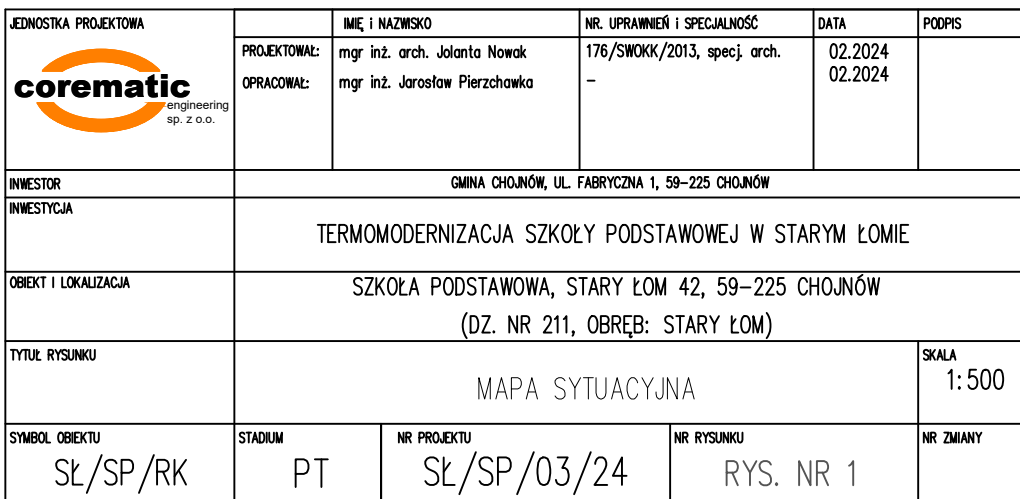 JEDNOSTKA PROJEKTOWA
IMIĘ i NAZWISKO
NR. UPRAWNIEŃ i SPECJALNOŚĆ
DATA
PODPIS
corematic
engineering
sp. z o.o.
PROJEKTOWAŁ: mgr inż. arch. Jolanta Nowak 176/SWOKK/2013, specj. arch. 02.2024
OPRACOWAŁ: mgr inż. Jarosław Pierzchawka – 02.2024
INWESTOR
GMINA CHOJNÓW, UL. FABRYCZNA 1, 59–225 CHOJNÓW
INWESTYCJA
TERMOMODERNIZACJA SZKOŁY PODSTAWOWEJ W STARYM ŁOMIE
OBIEKT I LOKALIZACJA
SZKOŁA PODSTAWOWA, STARY ŁOM 42, 59–225 CHOJNÓW
(DZ. NR 211, OBRĘB: STARY ŁOM)
TYTUŁ RYSUNKU
MAPA SYTUACYJNA
SKALA
1:500
SYMBOL OBIEKTU
SŁ/SP/RK
STADIUM
PT
NR PROJEKTU
SŁ/SP/03/24
NR RYSUNKU
RYS. NR 1
NR ZMIANY